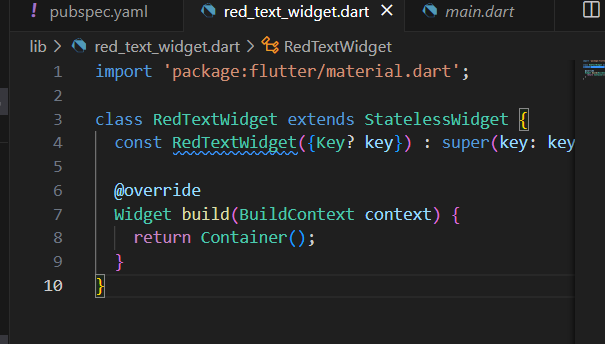 ! pubspec.yaml red_text_widget.dart × main.dart
lib > red_text_widget.dart > RedTextWidget
1 import 'package:flutter/material.dart';
2
3 class RedTextWidget extends StatelessWidget {
4 const RedTextWidget({Key? key}) : super(key: key
5
6 @override
7 Widget build(BuildContext context) {
8 return Container();
9 }
10 }